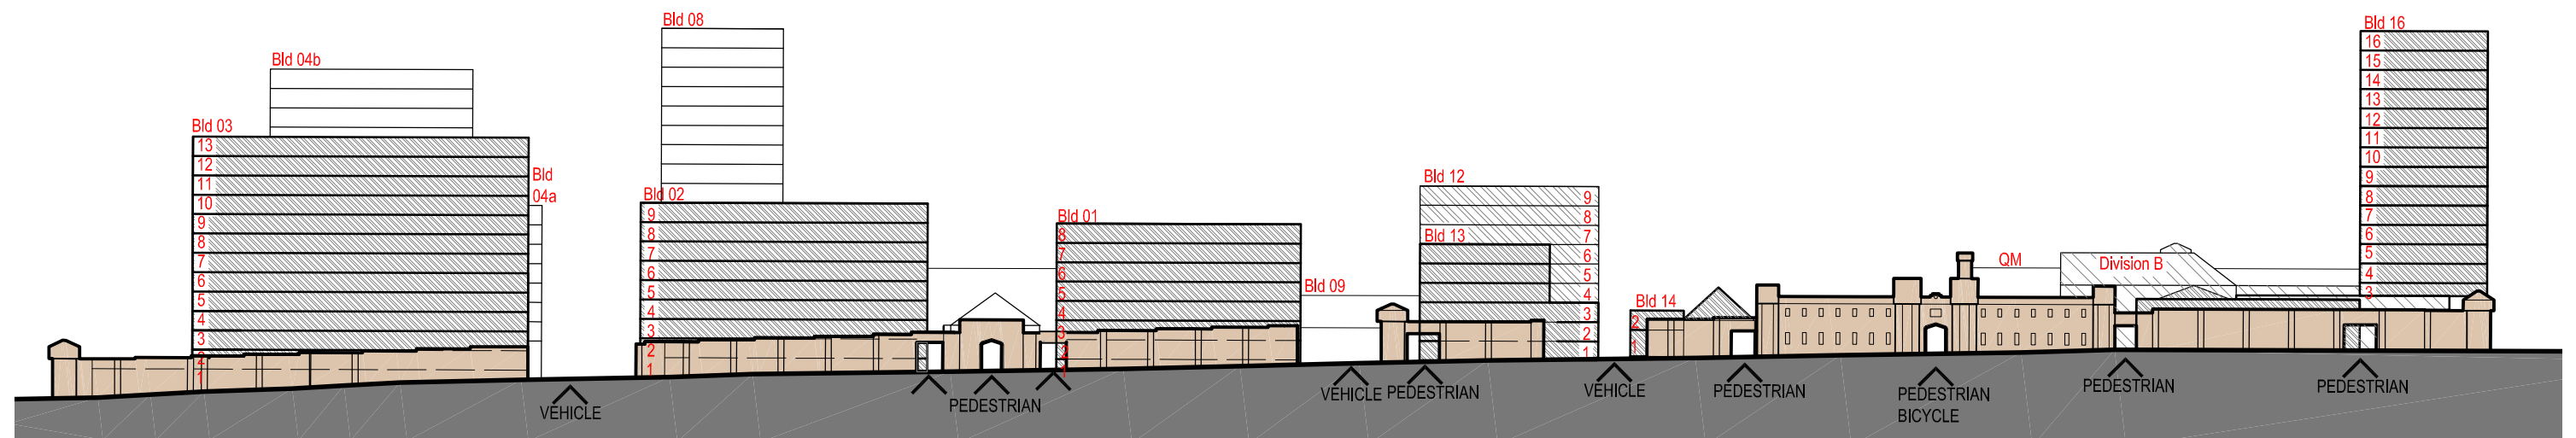 Bld 04b
Bld 03
13
12
11
10
9
8
7
6
5
4
3
2
1
Bld
04a
Bld 08
Bld 02
9
8
7
6
5
4
3
2
1
Bld 01
8
7
6
5
4
3
2
1
Bld 09
Bld 12
9
8
7
6
5
4
3
2
1
Bld 13
Bld 14
2
1
QM
Division B
Bld 16
16
15
14
13
12
11
10
9
8
7
6
5
4
3
VEHICLE
PEDESTRIAN
VEHICLE
PEDESTRIAN
VEHICLE
PEDESTRIAN
PEDESTRIAN
BICYCLE
PEDESTRIAN
PEDESTRIAN